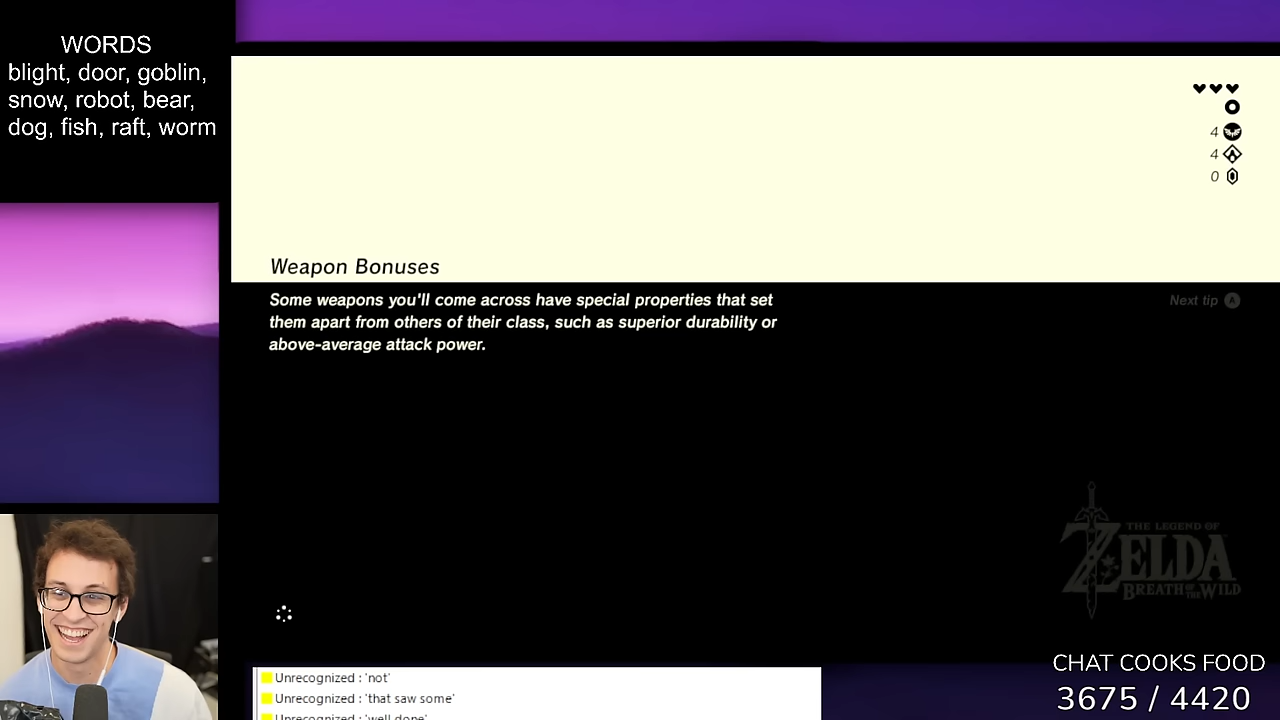 WORDS
blight, door, goblin,
snow, robot, bear,
dog, fish, raft, worm
4
4
0
Weapon Bonuses
Some weapons you'll come across have special properties that set
them apart from others of their class, such as superior durability or
above-average attack power.
Next tip A
THE LEGEND OF
ZELDA
BREATH OF THE WILD
Unrecognized : 'not'
Unrecognized : 'that saw some'
Unrecognized : 'well done'
CHAT COOKS FOOD
3675 / 4420